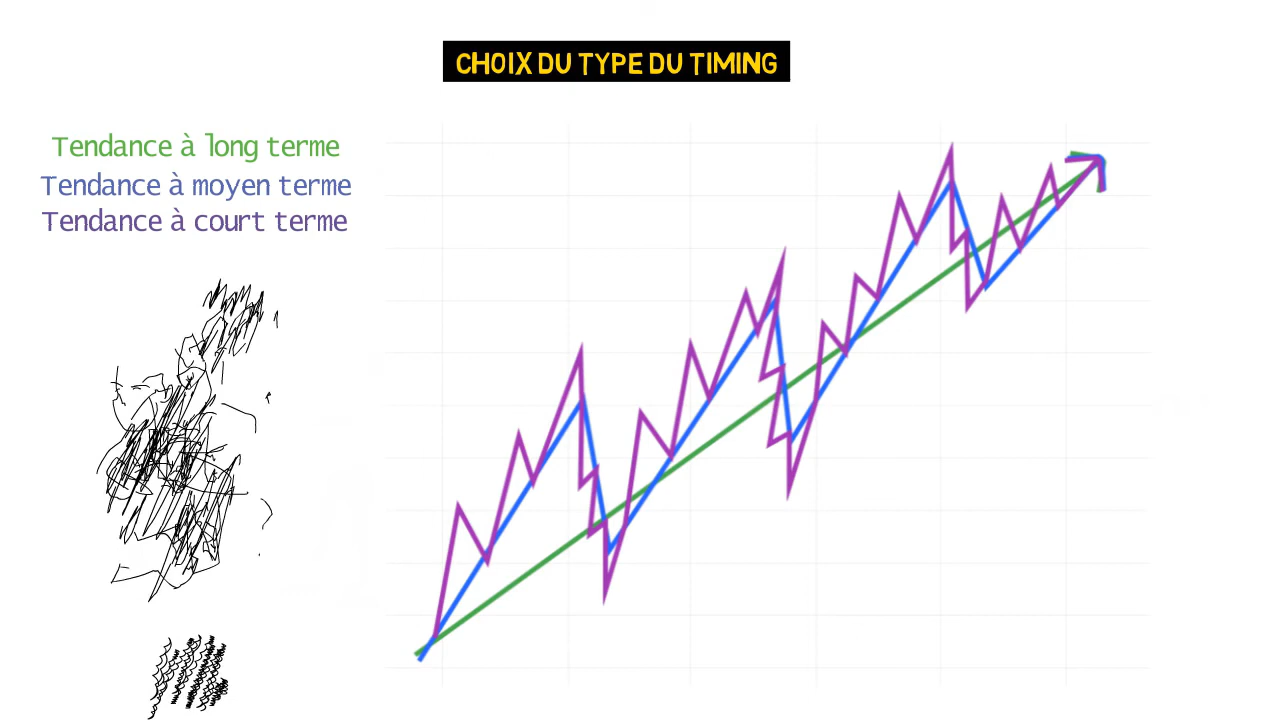 CHOIX DU TYPE DU TIMING
Tendance à long terme
Tendance à moyen terme
Tendance à court terme